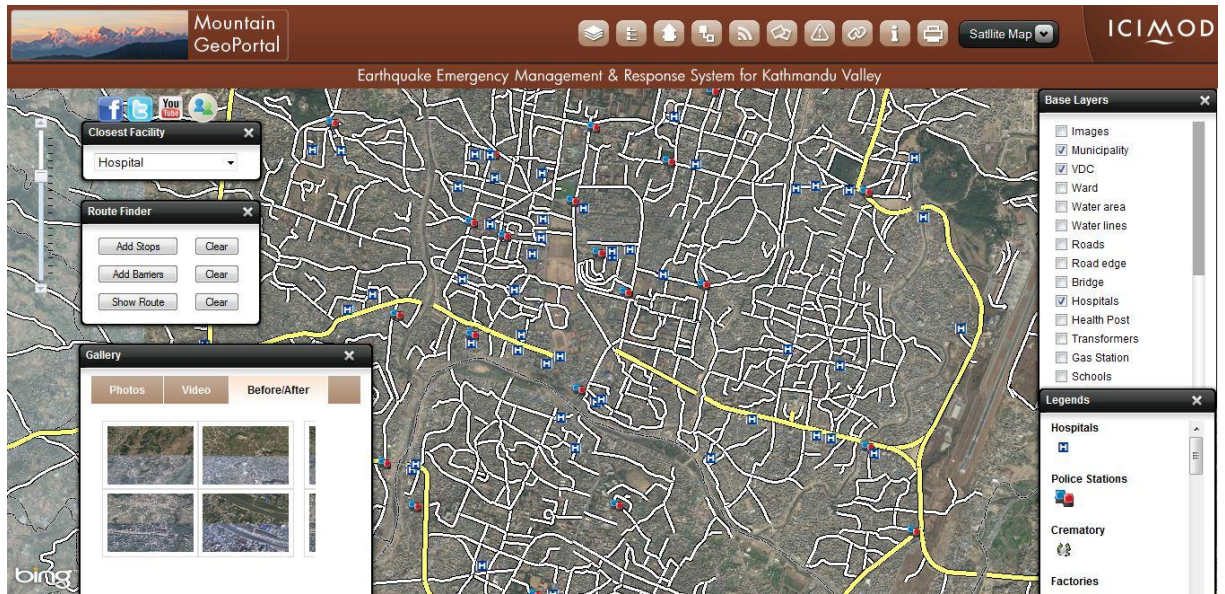 Mountain
GeoPortal
Satllite Map
ICIMOD
Earthquake Emergency Management & Response System for Kathmandu Valley
You
Tube
Closest Facility
Hospital
Route Finder
Add Stops Clear
Add Barriers Clear
Show Route Clear
Gallery
Photos Video Before/After
bing
Base Layers
Images
Municipality
VDC
Ward
Water area
Water lines
Roads
Road edge
Bridge
Hospitals
Health Post
Transformers
Gas Station
Schools
Legends
Hospitals
H
Police Stations
Crematory
Factories